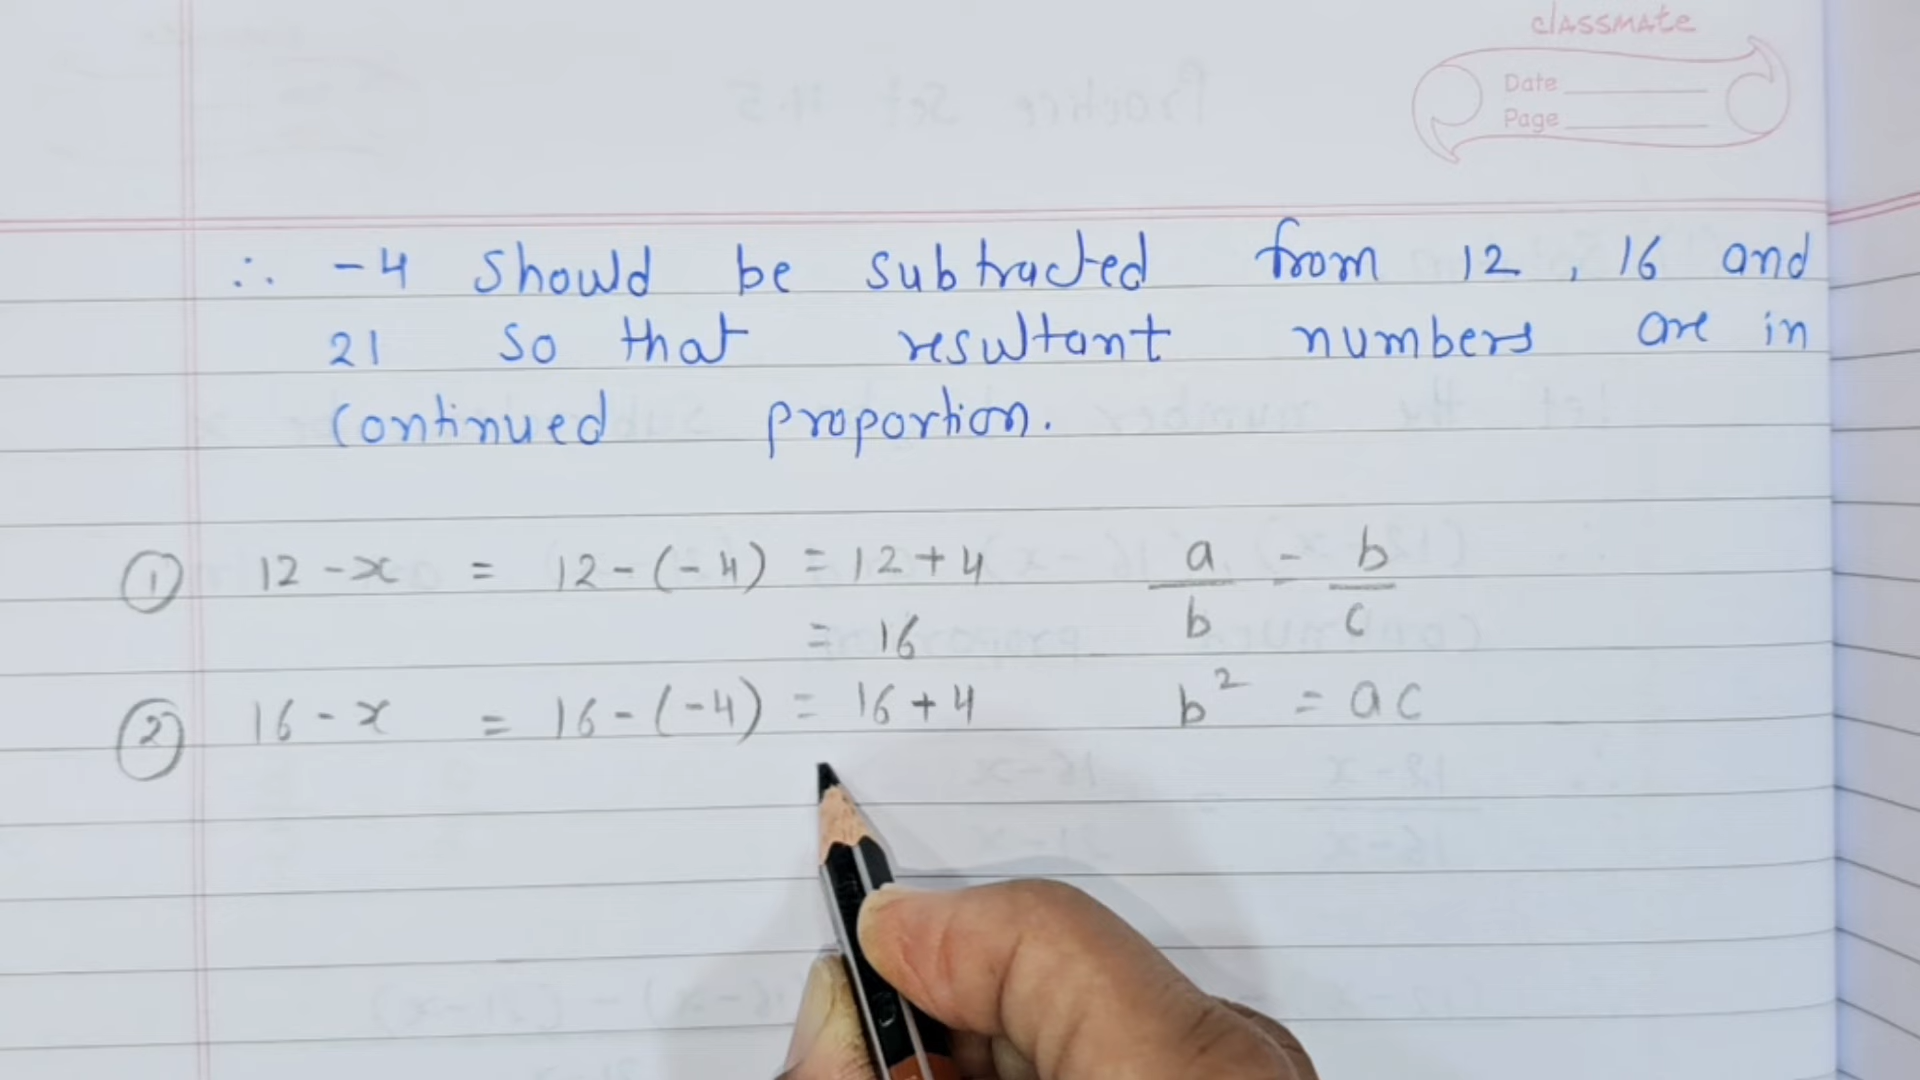 classmate
Date
Page
∴ -4 should be subtracted from 12, 16 and
21 so that resultant numbers are in
continued proportion.
① 12 - x = 12 - (-4) = 12 + 4
= 16
② 16 - x = 16 - (-4) = 16 + 4
a/b = b/c
b² = ac